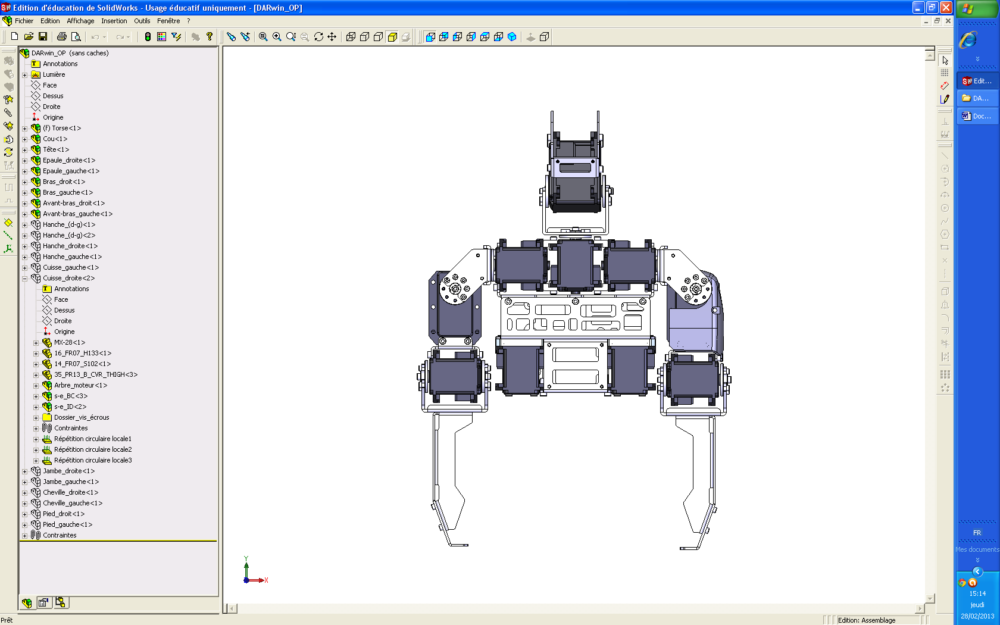 Edition d'éducation de SolidWorks - Usage éducatif uniquement - [DARwin_OP]
Fichier Edition Affichage Insertion Outils Fenêtre ?
DARwin_OP (sans caches)
Annotations
Lumière
Face
Dessus
Droite
Origine
(f) Torse<1>
Cou<1>
Tête<1>
Epaule_droite<1>
Epaule_gauche<1>
Bras_droit<1>
Bras_gauche<1>
Avant-bras_droit<1>
Avant-bras_gauche<1>
Hanche_(d-g)<1>
Hanche_(d-g)<2>
Hanche_droite<1>
Hanche_gauche<1>
Cuisse_gauche<1>
Cuisse_droite<2>
Annotations
Face
Dessus
Droite
Origine
MX-28<1>
16_FR07_H133<1>
14_FR07_S102<1>
35_PR13_B_CVR_THIGH<3>
Arbre_moteur<1>
s-e_BC<3>
s-e_ID<2>
Dossier_vis_écrous
Contraintes
Répétition circulaire locale1
Répétition circulaire locale2
Répétition circulaire locale3
Jambe_droite<1>
Jambe_gauche<1>
Cheville_droite<1>
Cheville_gauche<1>
Pied_droit<1>
Pied_gauche<1>
Contraintes
Y
X
Prêt
Edition: Assemblage
Edit...
DA...
Doc...
FR
Mes documents
15:14
jeudi
28/02/2013